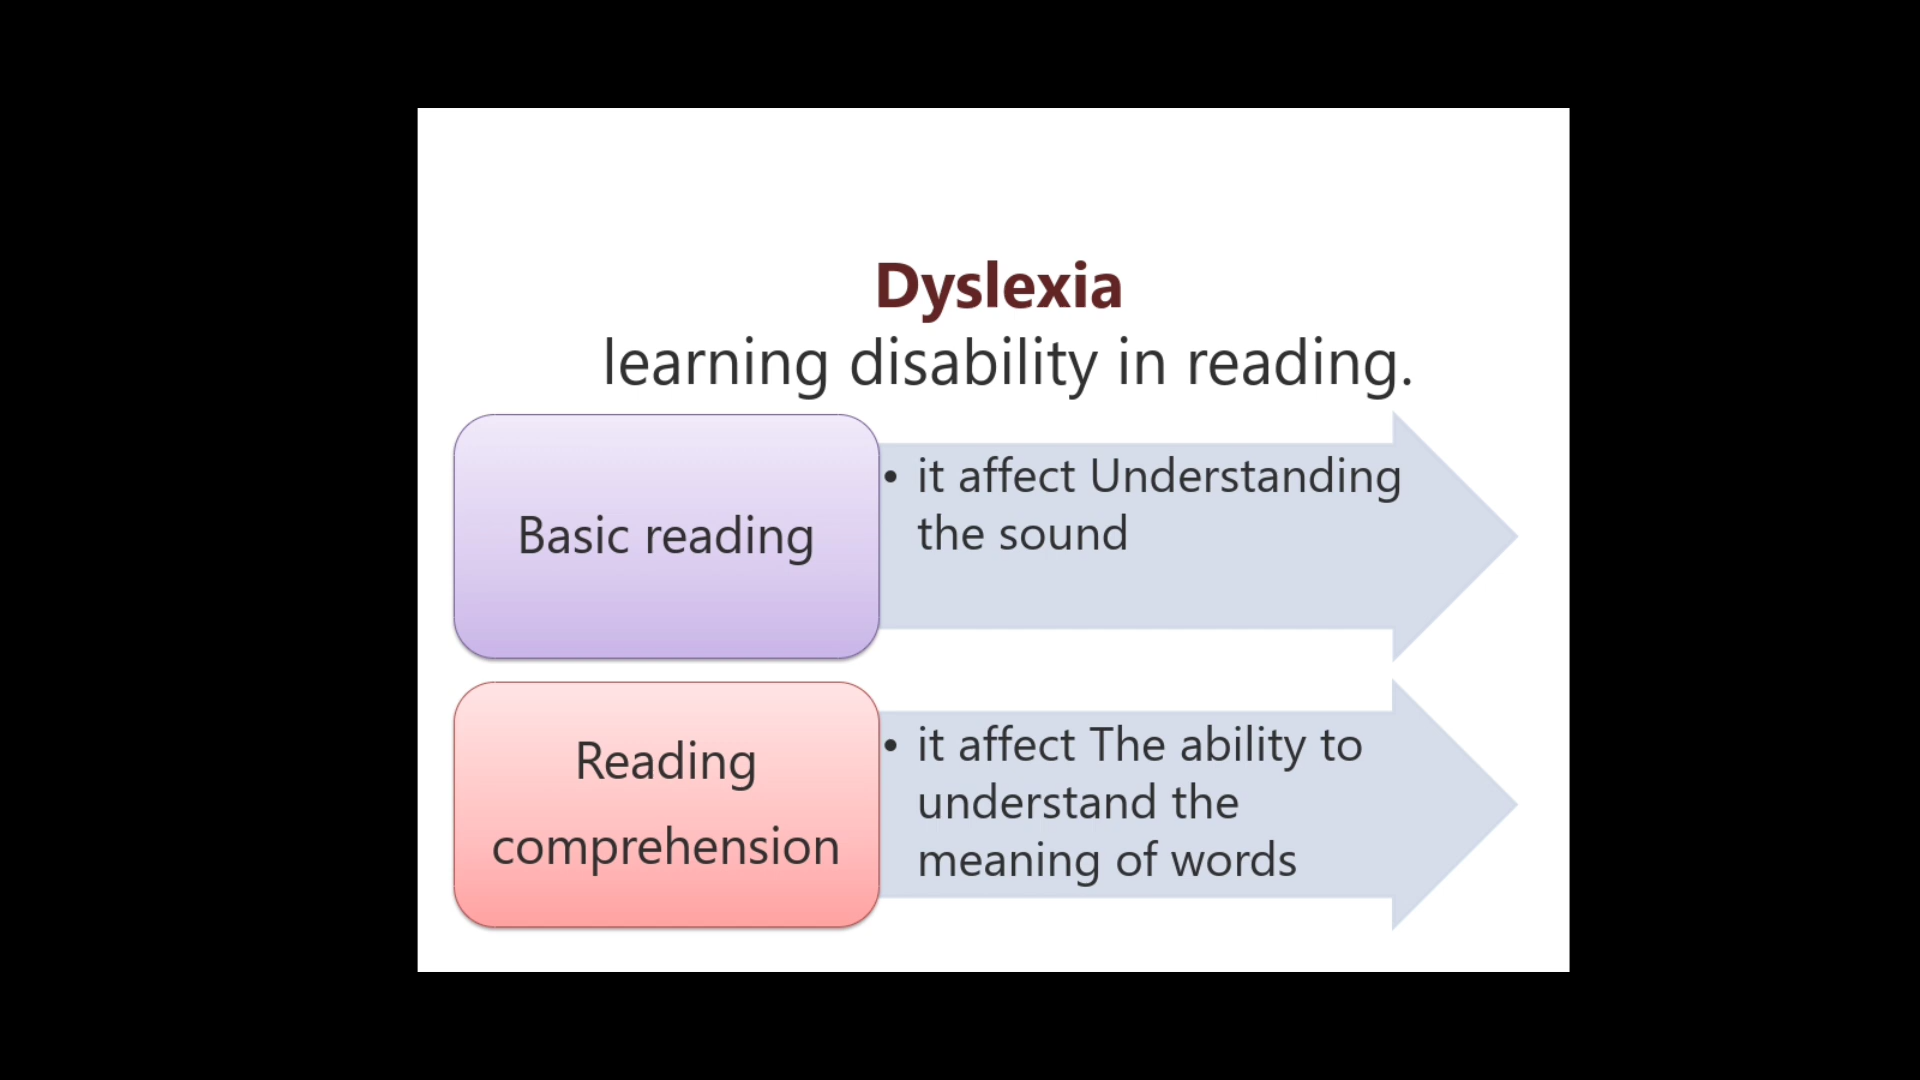 Dyslexia
learning disability in reading.
Basic reading
• it affect Understanding
the sound
Reading
comprehension
• it affect The ability to
understand the
meaning of words